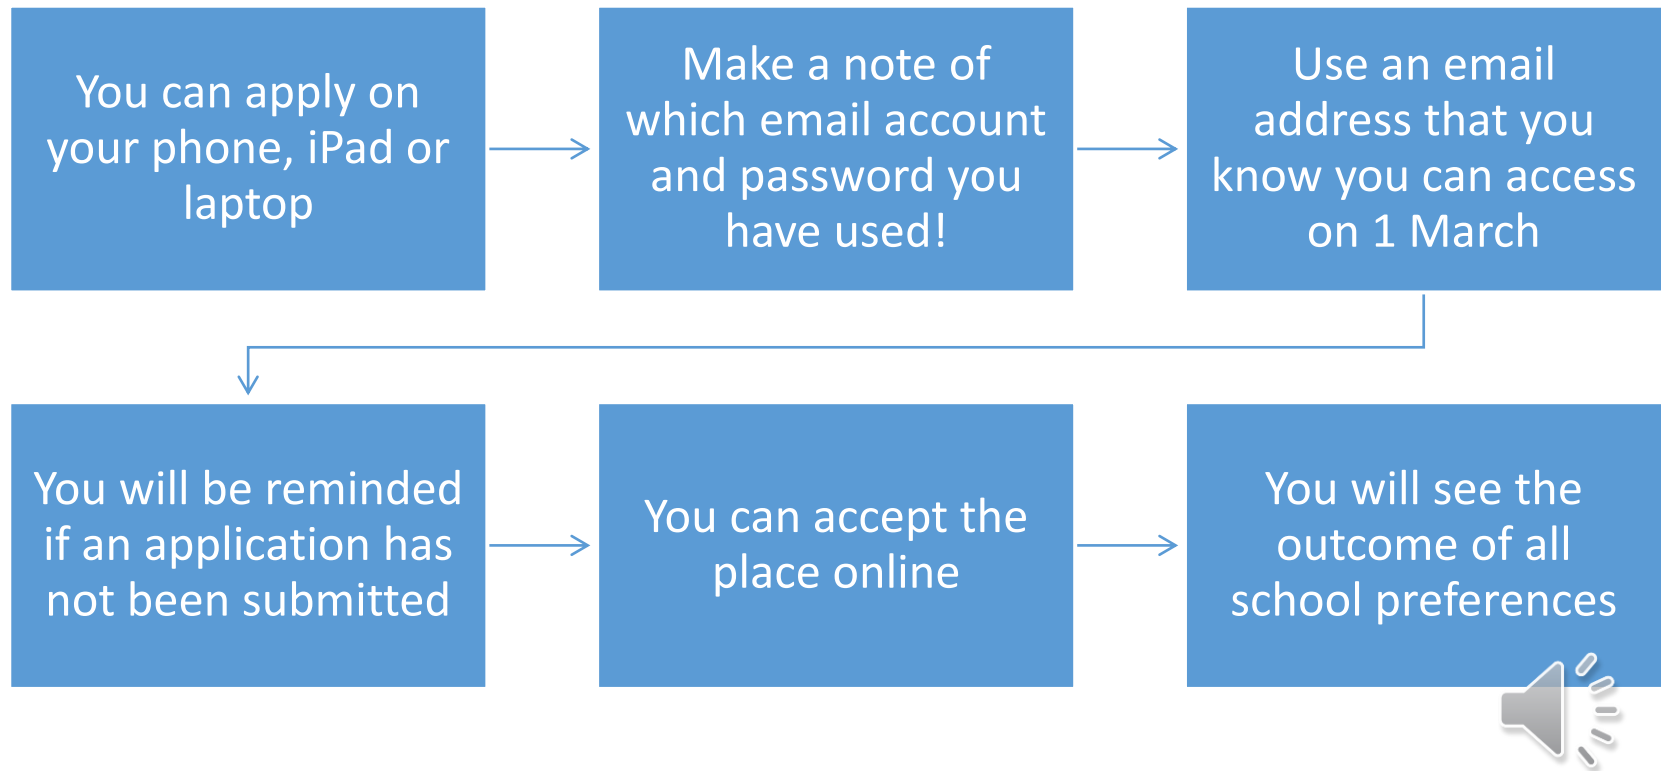 You can apply on
your phone, iPad or
laptop
Make a note of
which email account
and password you
have used!
Use an email
address that you
know you can access
on 1 March
You will be reminded
if an application has
not been submitted
You can accept the
place online
You will see the
outcome of all
school preferences